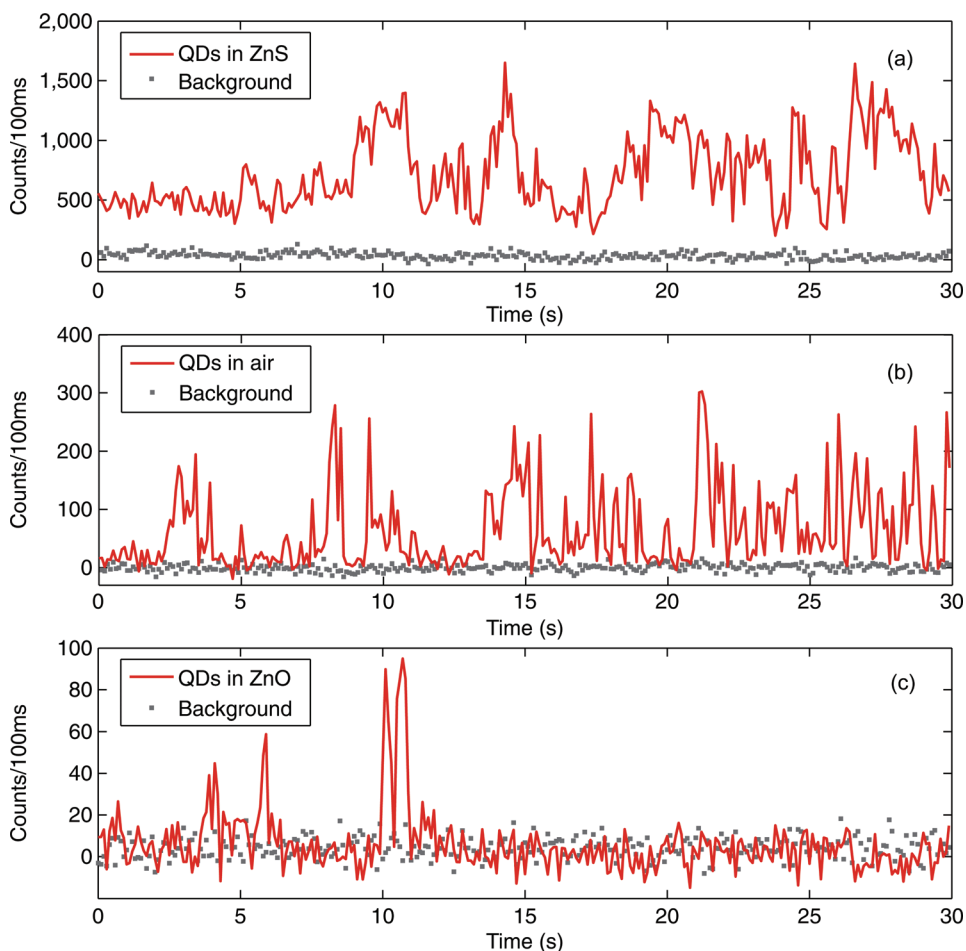 2,000
1,500
1,000
500
0
Counts/100ms
QDs in ZnS
Background
(a)
0 5 10 15 20 25 30
Time (s)
400
300
200
100
0
Counts/100ms
QDs in air
Background
(b)
0 5 10 15 20 25 30
Time (s)
100
80
60
40
20
0
Counts/100ms
QDs in ZnO
Background
(c)
0 5 10 15 20 25 30
Time (s)